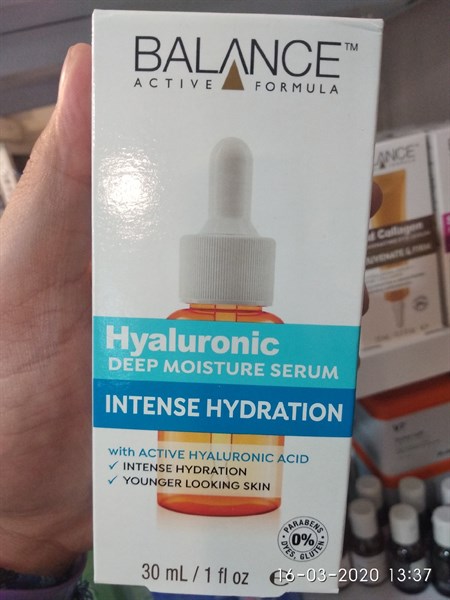 BALANCE™
ACTIVE FORMULA
Hyaluronic
DEEP MOISTURE SERUM
INTENSE HYDRATION
with ACTIVE HYALURONIC ACID
✓ INTENSE HYDRATION
✓ YOUNGER LOOKING SKIN
PARABENS
0%
DYES, GLUTEN
30 mL / 1 fl oz
16-03-2020 13:37
Collagen